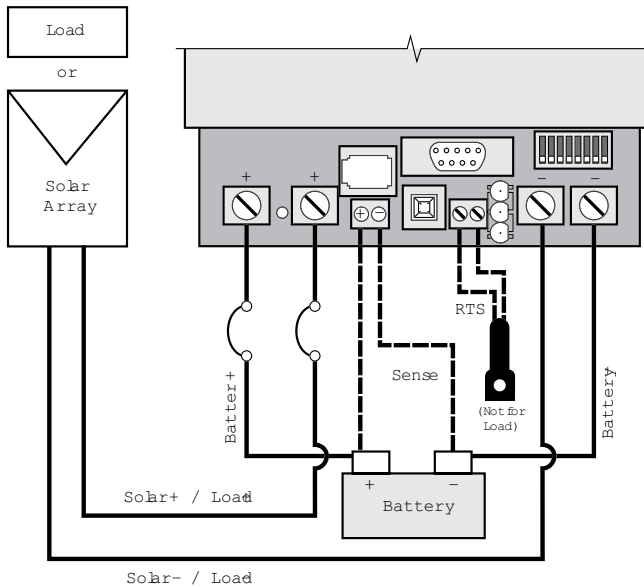 Load
or
Solar
Array
+ +
− −
+ −
RTS
Sense
(Not for
Load)
Batter+
Battery-
+ −
Battery
Solar+ / Load+
Solar− / Load-